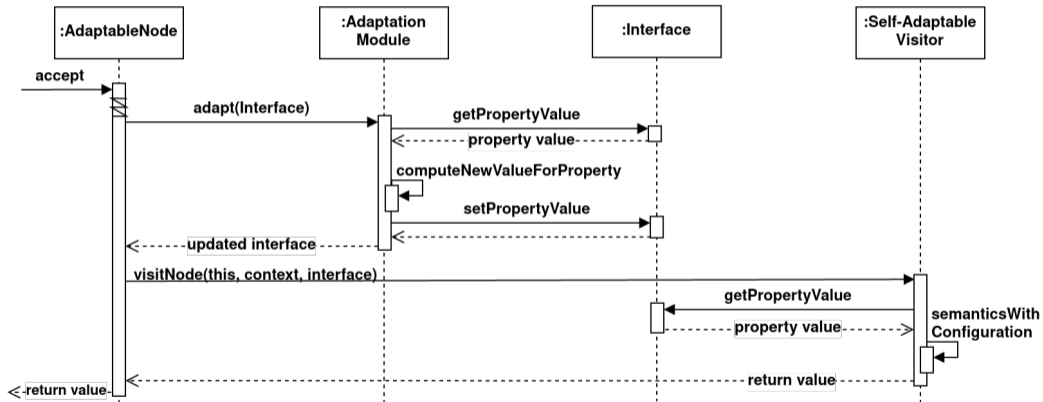 :AdaptableNode
:Adaptation
Module
:Interface
:Self-Adaptable
Visitor
accept
adapt(Interface)
getPropertyValue
property value
computeNewValueForProperty
setPropertyValue
updated interface
visitNode(this, context, interface)
getPropertyValue
semanticsWith
Configuration
property value
return value
return value